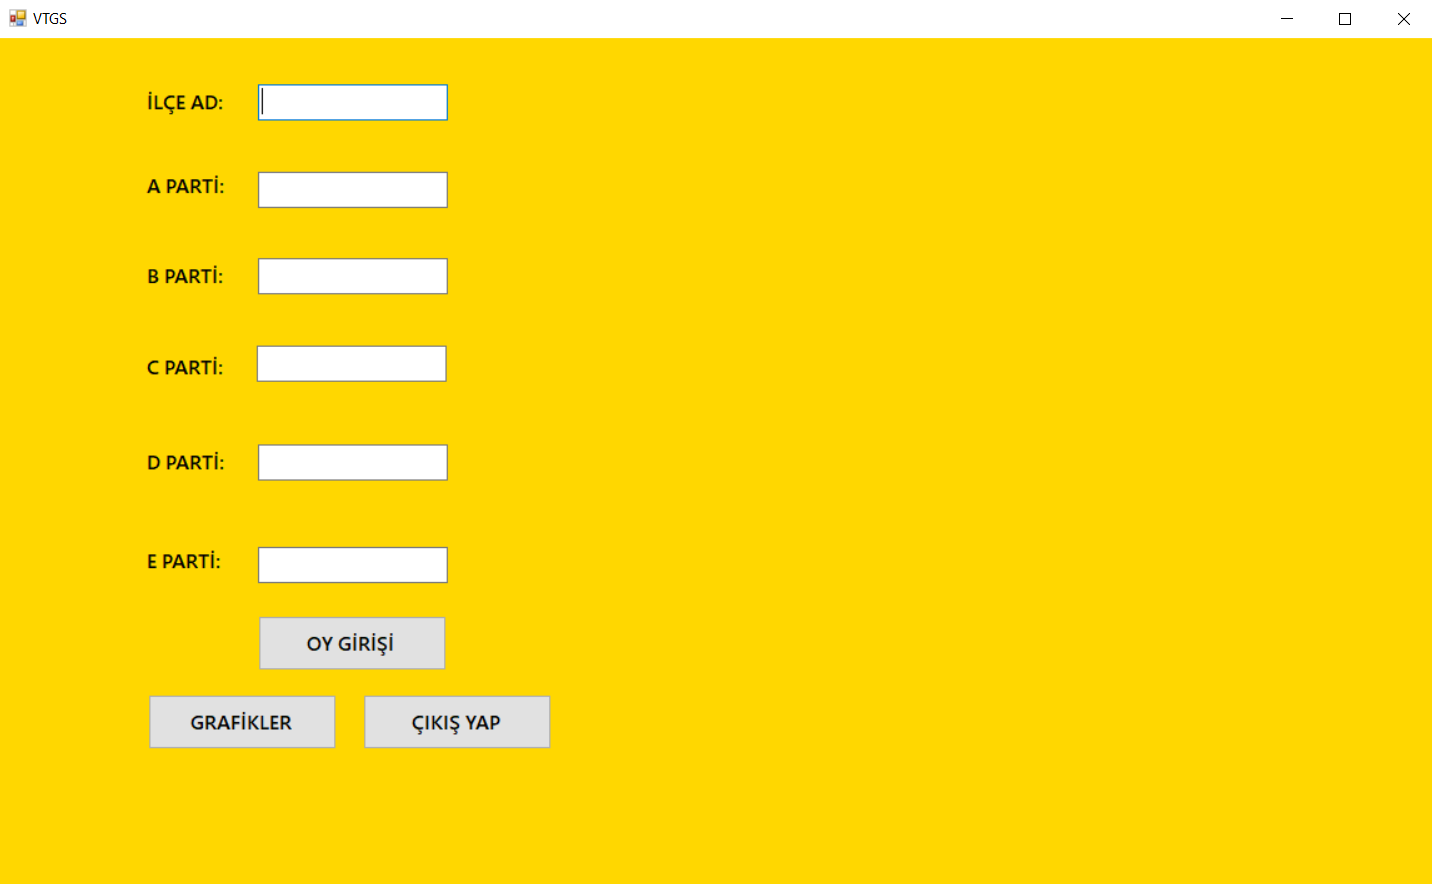 VTGS
İLÇE AD:
A PARTİ:
B PARTİ:
C PARTİ:
D PARTİ:
E PARTİ:
OY GİRİŞİ
GRAFİKLER
ÇIKIŞ YAP